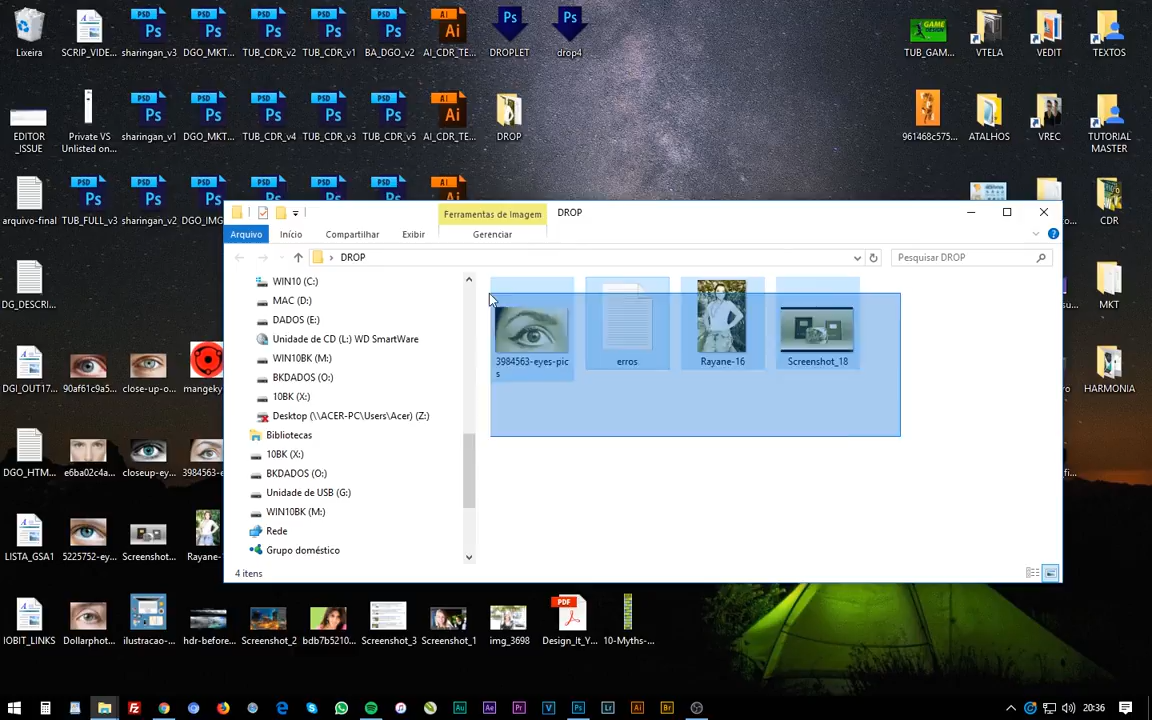 Lixeira
SCRIP_VIDE...
sharingan_v3
DGO_MKT...
TUB_CDR_v2
TUB_CDR_v1
BA_DGO_v2
AI_CDR_TE...
DROPLET
drop4
TUB_GAM...
VTELA
VEDIT
TEXTOS
EDITOR
_ISSUE
Private VS
Unlisted on...
sharingan_v1
DGO_MKT...
TUB_CDR_v4
TUB_CDR_v3
TUB_CDR_v5
AI_CDR_TE...
DROP
961468c575...
ATALHOS
VREC
TUTORIAL
MASTER
arquivo-final
TUB_FULL_v3
sharingan_v2
DGO_IMG
CDR
Ferramentas de Imagem
DROP
Arquivo
Início
Compartilhar
Exibir
Gerenciar
DROP
Pesquisar DROP
WIN10 (C:)
MAC (D:)
DADOS (E:)
Unidade de CD (L:) WD SmartWare
WIN10BK (M:)
BKDADOS (O:)
10BK (X:)
Desktop (\\ACER-PC\Users\Acer) (Z:)
Bibliotecas
10BK (X:)
BKDADOS (O:)
Unidade de USB (G:)
WIN10BK (M:)
Rede
Grupo doméstico
3984563-eyes-pic
s
erros
Rayane-16
Screenshot_18
4 itens
DG_DESCRI...
MKT
DGI_OUT17...
90af61c9a5...
close-up-o...
mangeky
HARMONIA
DGO_HTM...
e6ba02c4a...
closeup-ey...
3984563-e
LISTA_GSA1
5225752-ey...
Screenshot...
Rayane-
IOBIT_LINKS
Dollarphot...
ilustracao-...
hdr-before...
Screenshot_2
bdb7b5210...
Screenshot_3
Screenshot_1
img_3698
Design_It_Y...
10-Myths-...
20:36